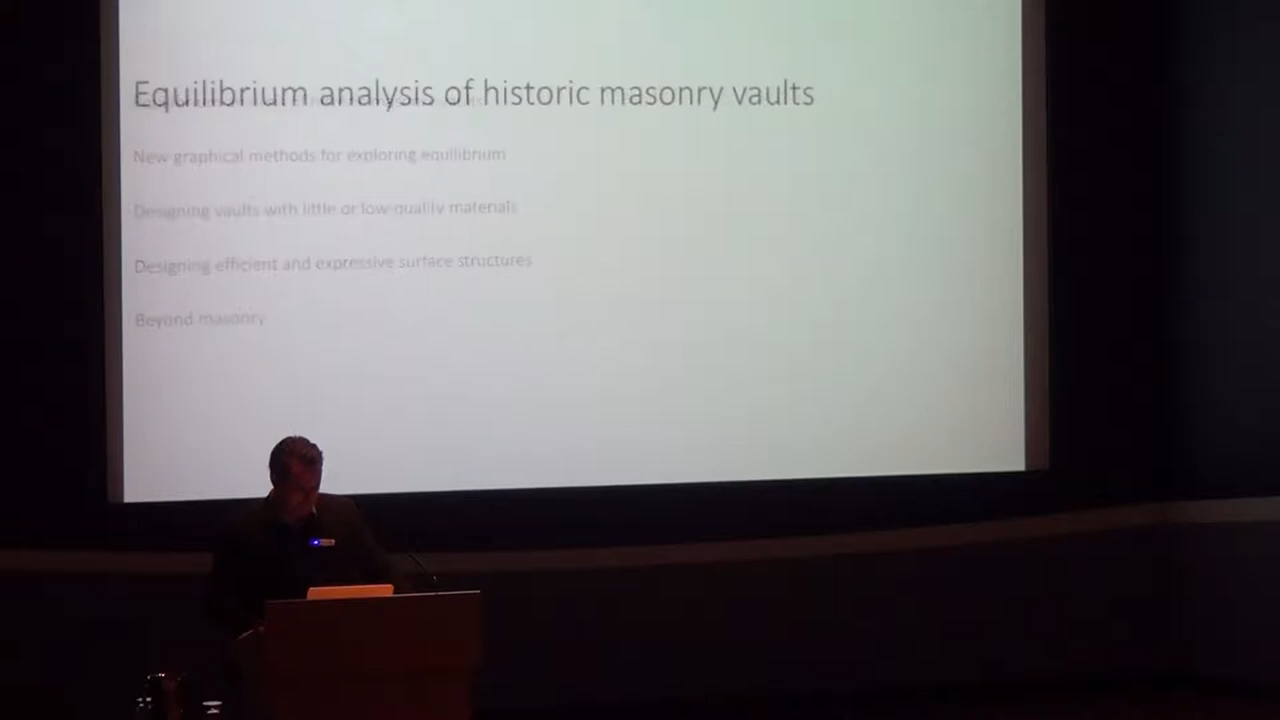 Equilibrium analysis of historic masonry vaults
New graphical methods for exploring equilibrium
Designing vaults with little or low-quality materials
Designing efficient and expressive surface structures
Beyond masonry